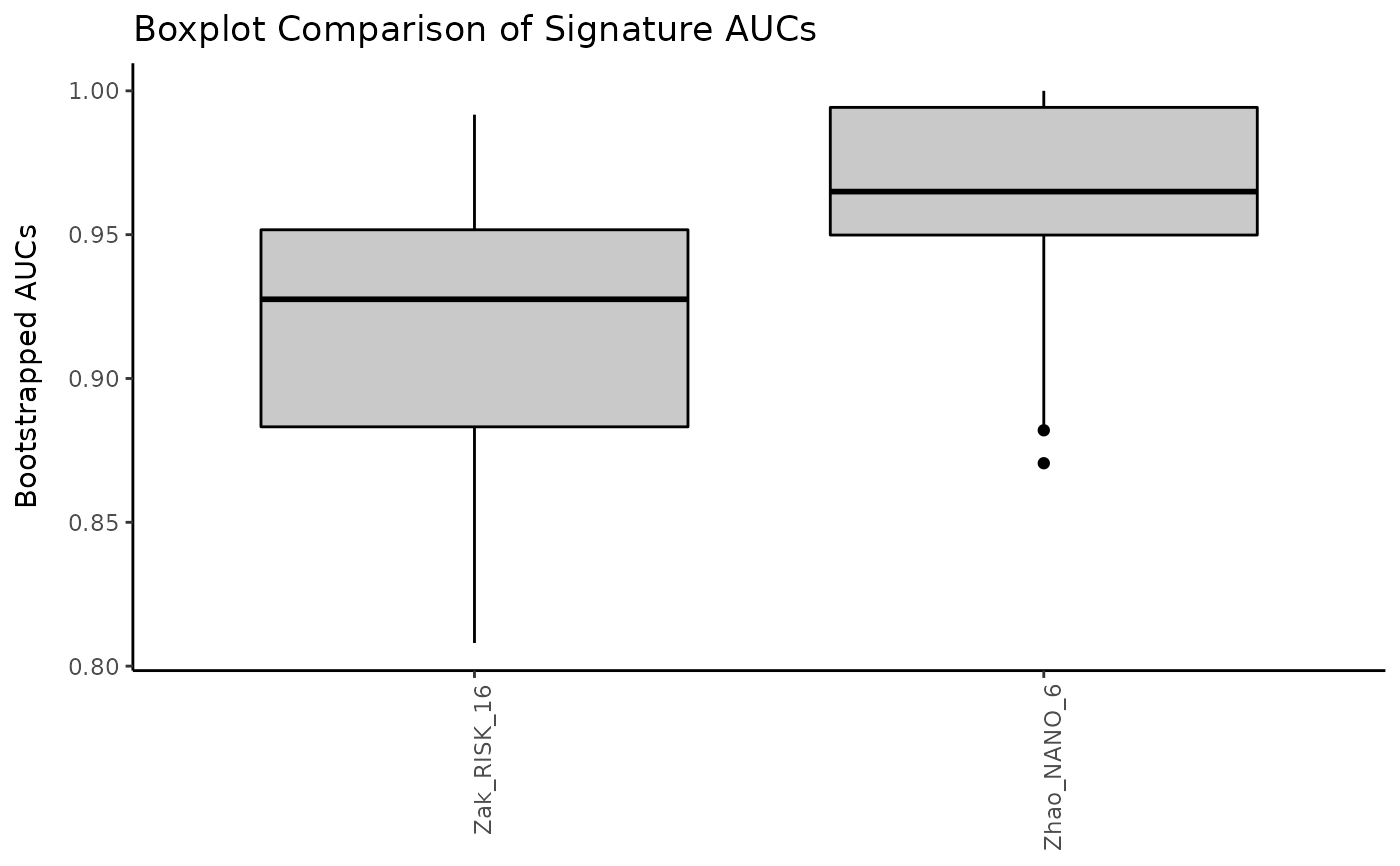 Boxplot Comparison of Signature AUCs
Bootstrapped AUCs
1.00
0.95
0.90
0.85
0.80
Zak_RISK_16
Zhao_NANO_6